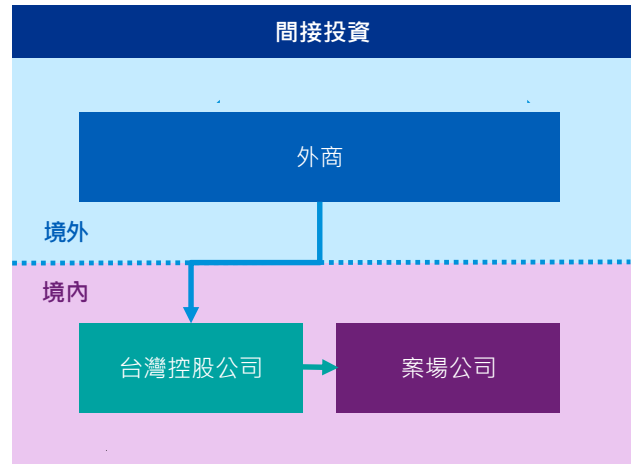 間接投資
外商
境外
境內
台灣控股公司
案場公司